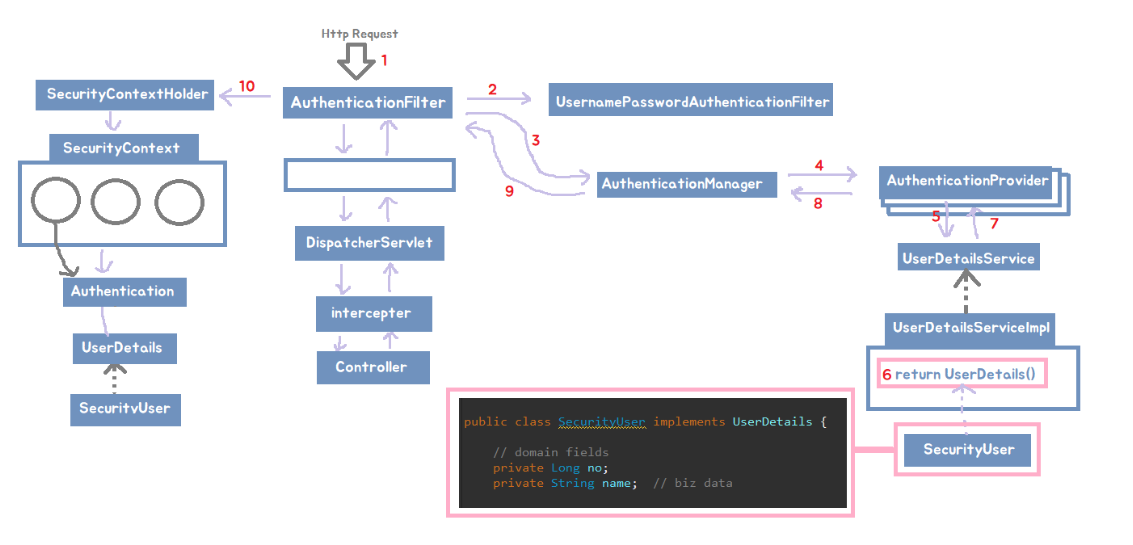 Http Request
1
SecurityContextHolder
10
AuthenticationFilter
2
UsernamePasswordAuthenticationFilter
SecurityContext
3
9
AuthenticationManager
4
8
AuthenticationProvider
5
7
DispatcherServlet
UserDetailsService
Authentication
intercepter
UserDetailsServiceImpl
UserDetails
Controller
6 return UserDetails()
SecurityUser
public class SecurityUser implements UserDetails {
// domain fields
private Long no;
private String name; // biz data
SecurityUser